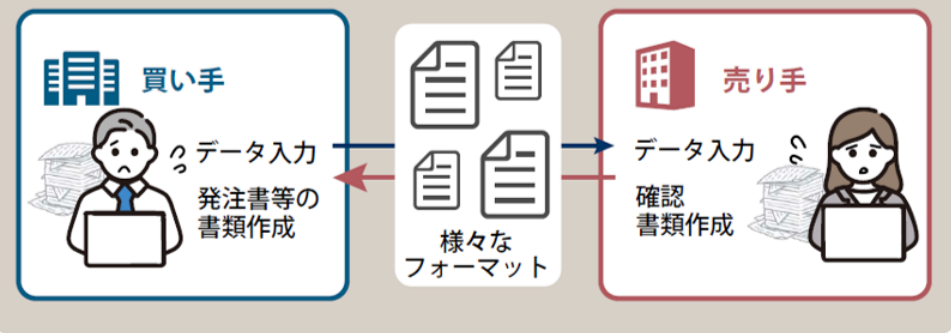 買い手
データ入力
発注書等の
書類作成
様々な
フォーマット
売り手
データ入力
確認
書類作成